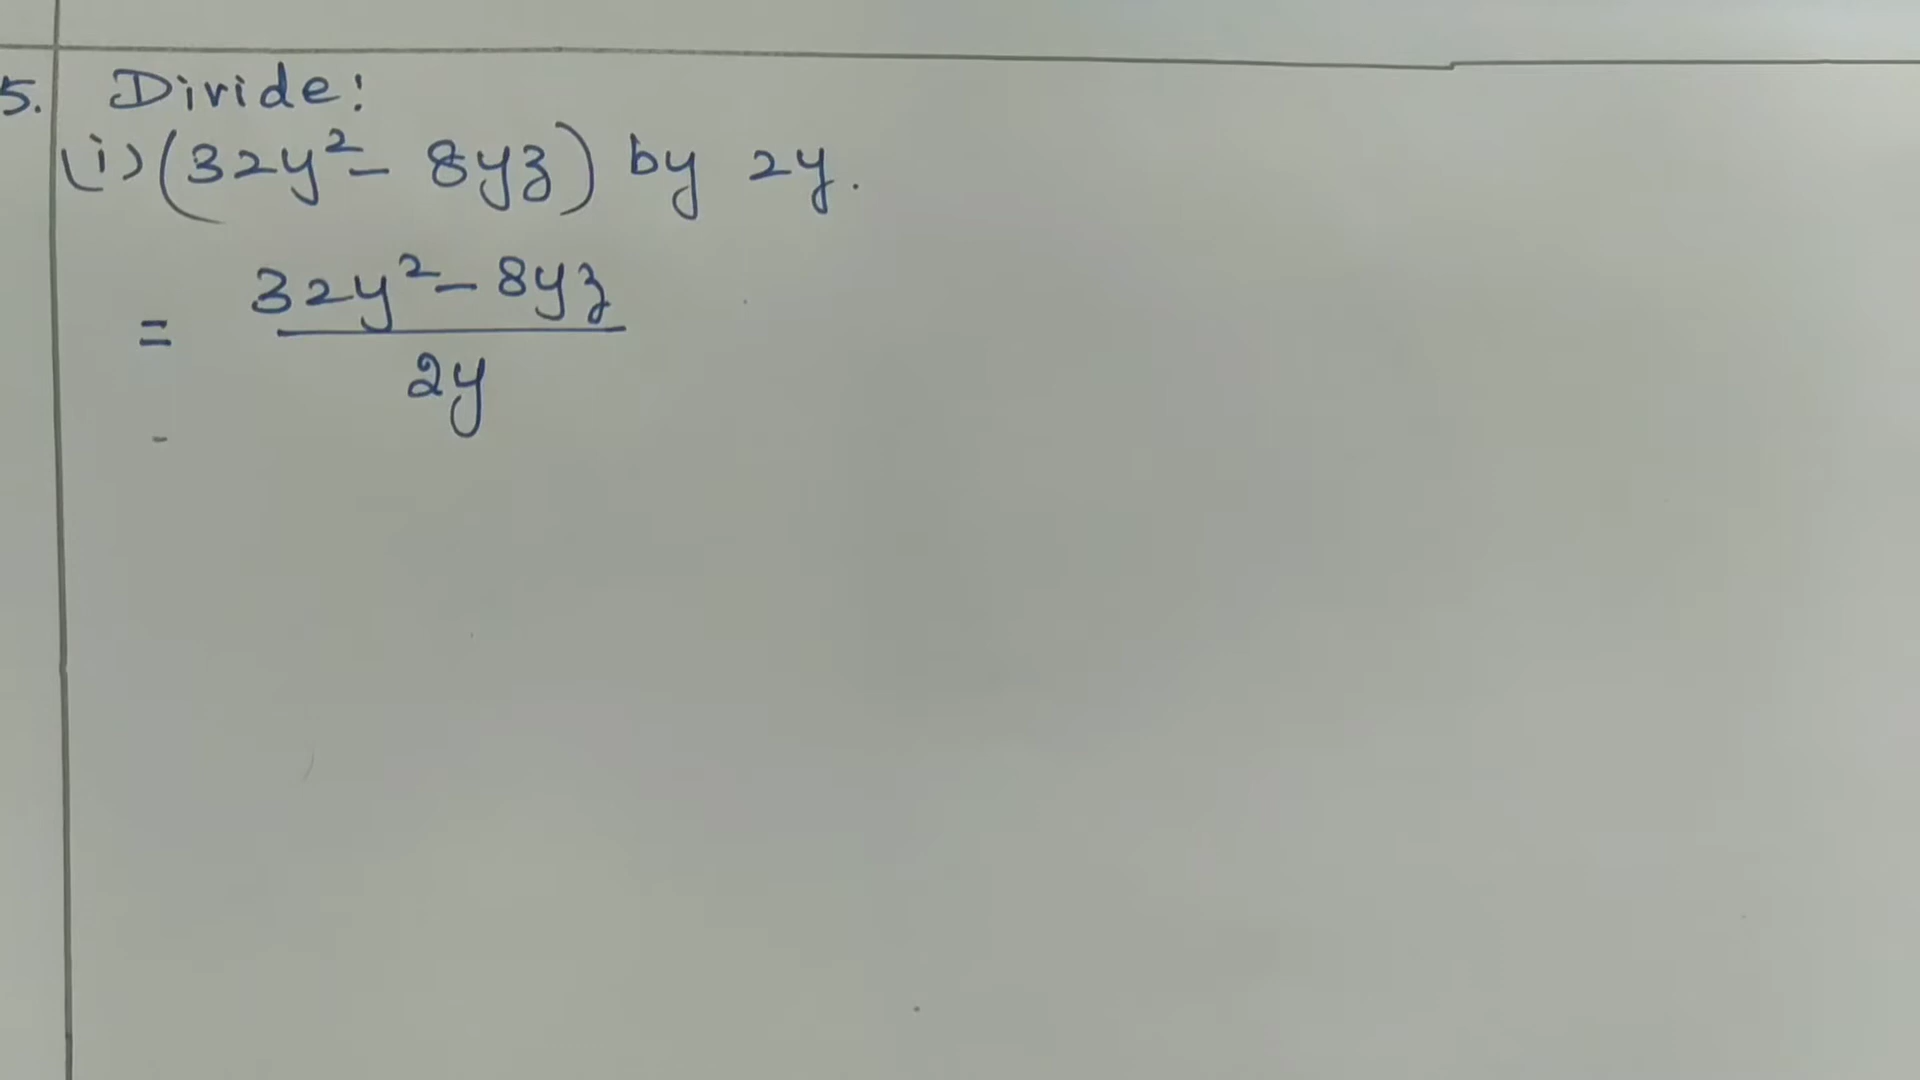 5. Divide:
(i) (32y² - 8yz) by 2y.
= 32y² - 8yz
2y
-